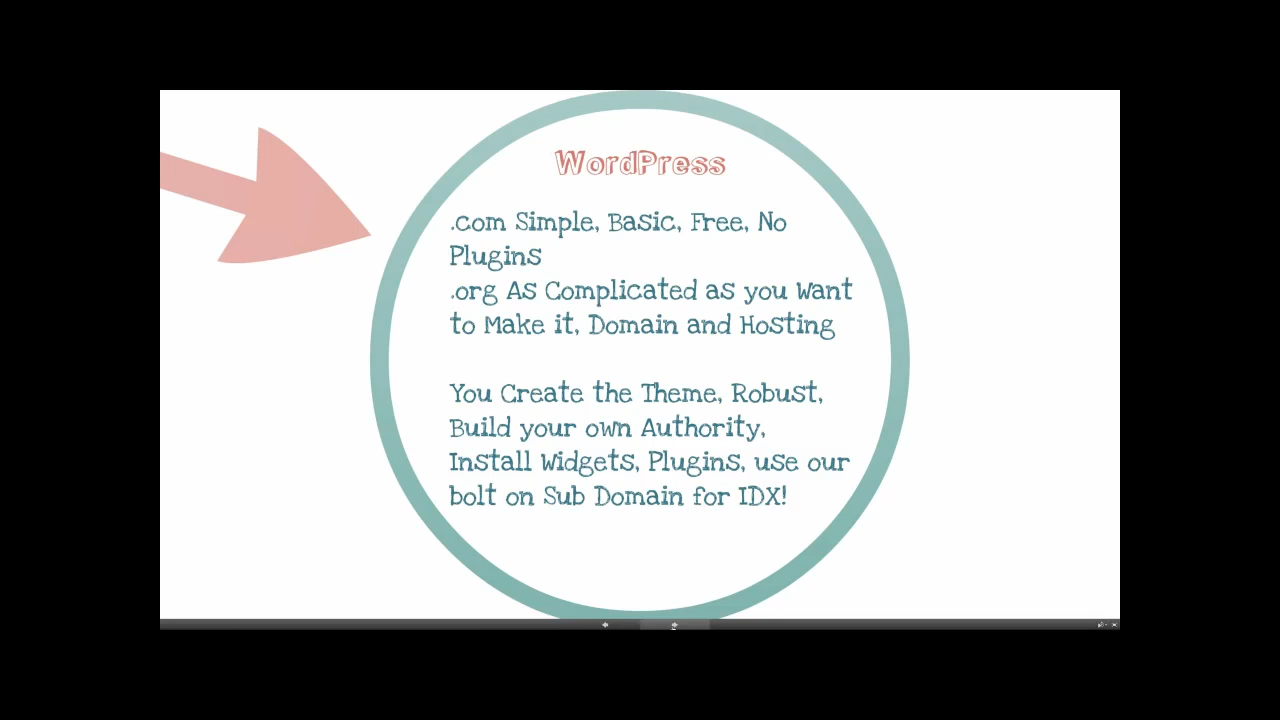 WordPress
.com Simple, Basic, Free, No
Plugins
.org As Complicated as you Want
to Make it, Domain and Hosting
You Create the Theme, Robust,
Build your own Authority,
Install Widgets, Plugins, use our
bolt on Sub Domain for IDX!